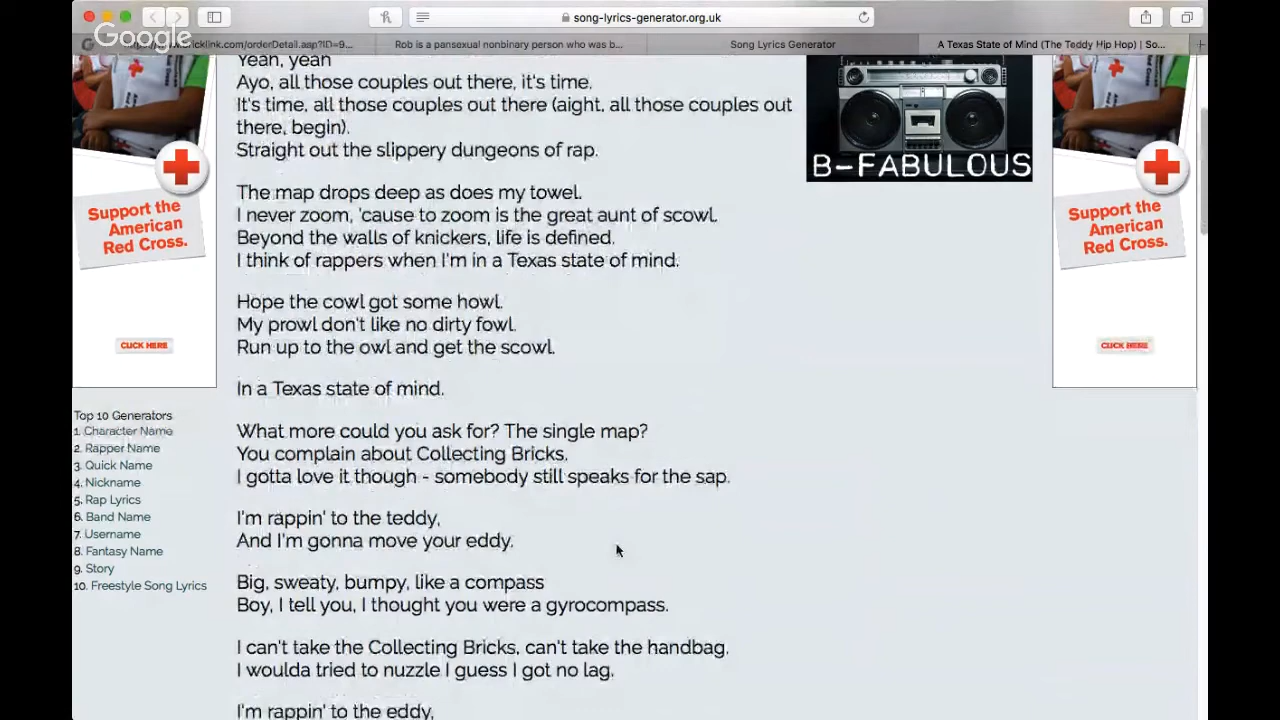 song-lyrics-generator.org.uk
Google
Rob is a pansexual nonbinary person who was b...
Song Lyrics Generator
A Texas State of Mind (The Teddy Hip Hop) | So...
Yeah, yeah
Ayo, all those couples out there, it's time.
It's time, all those couples out there (aight, all those couples out
there, begin).
Straight out the slippery dungeons of rap.
B-FABULOUS
The map drops deep as does my towel.
I never zoom, 'cause to zoom is the great aunt of scowl.
Beyond the walls of knickers, life is defined.
I think of rappers when I'm in a Texas state of mind.
Support the
American
Red Cross.
CLICK HERE
Support the
American
Red Cross.
CLICK HERE
Hope the cowl got some howl.
My prowl don't like no dirty fowl.
Run up to the owl and get the scowl.
In a Texas state of mind.
Top 10 Generators
1. Character Name
2. Rapper Name
3. Quick Name
4. Nickname
5. Rap Lyrics
6. Band Name
7. Username
8. Fantasy Name
9. Story
10. Freestyle Song Lyrics
What more could you ask for? The single map?
You complain about Collecting Bricks.
I gotta love it though - somebody still speaks for the sap.
I'm rappin' to the teddy,
And I'm gonna move your eddy.
Big, sweaty, bumpy, like a compass
Boy, I tell you, I thought you were a gyrocompass.
I can't take the Collecting Bricks, can't take the handbag.
I woulda tried to nuzzle I guess I got no lag.
I'm rappin' to the eddy,